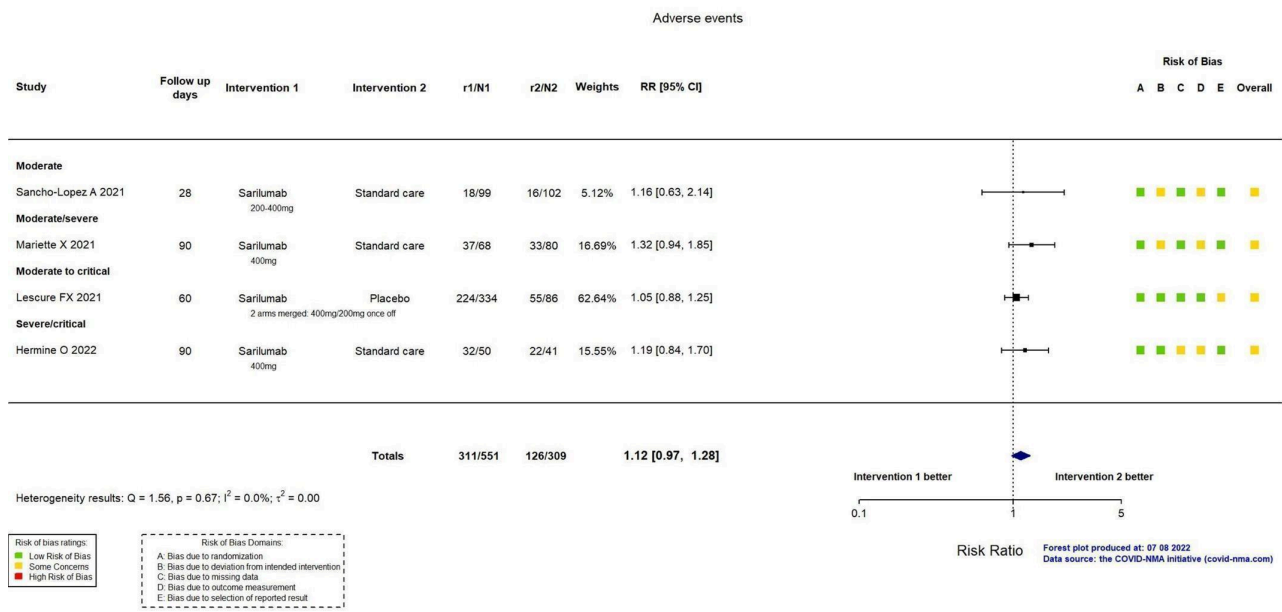 Adverse events
Risk of Bias
Study Follow up days Intervention 1 Intervention 2 r1/N1 r2/N2 Weights RR [95% CI] A B C D E Overall
Moderate
Sancho-Lopez A 2021 28 Sarilumab Standard care 18/99 16/102 5.12% 1.16 [0.63, 2.14]
200-400mg
Moderate/severe
Mariette X 2021 90 Sarilumab Standard care 37/68 33/80 16.69% 1.32 [0.94, 1.85]
400mg
Moderate to critical
Lescure FX 2021 60 Sarilumab Placebo 224/334 55/86 62.64% 1.05 [0.88, 1.25]
2 arms merged: 400mg/200mg once off
Severe/critical
Hermine O 2022 90 Sarilumab Standard care 32/50 22/41 15.55% 1.19 [0.84, 1.70]
400mg
Totals 311/551 126/309 1.12 [0.97, 1.28]
Intervention 1 better Intervention 2 better
Heterogeneity results: Q = 1.56, p = 0.67; I² = 0.0%; τ² = 0.00
0.1 1 5
Risk Ratio
Forest plot produced at: 07 08 2022
Data source: the COVID-NMA initiative (covid-nma.com)
Risk of bias ratings:
Low Risk of Bias
Some Concerns
High Risk of Bias
Risk of Bias Domains:
A: Bias due to randomization
B: Bias due to deviation from intended intervention
C: Bias due to missing data
D: Bias due to outcome measurement
E: Bias due to selection of reported result